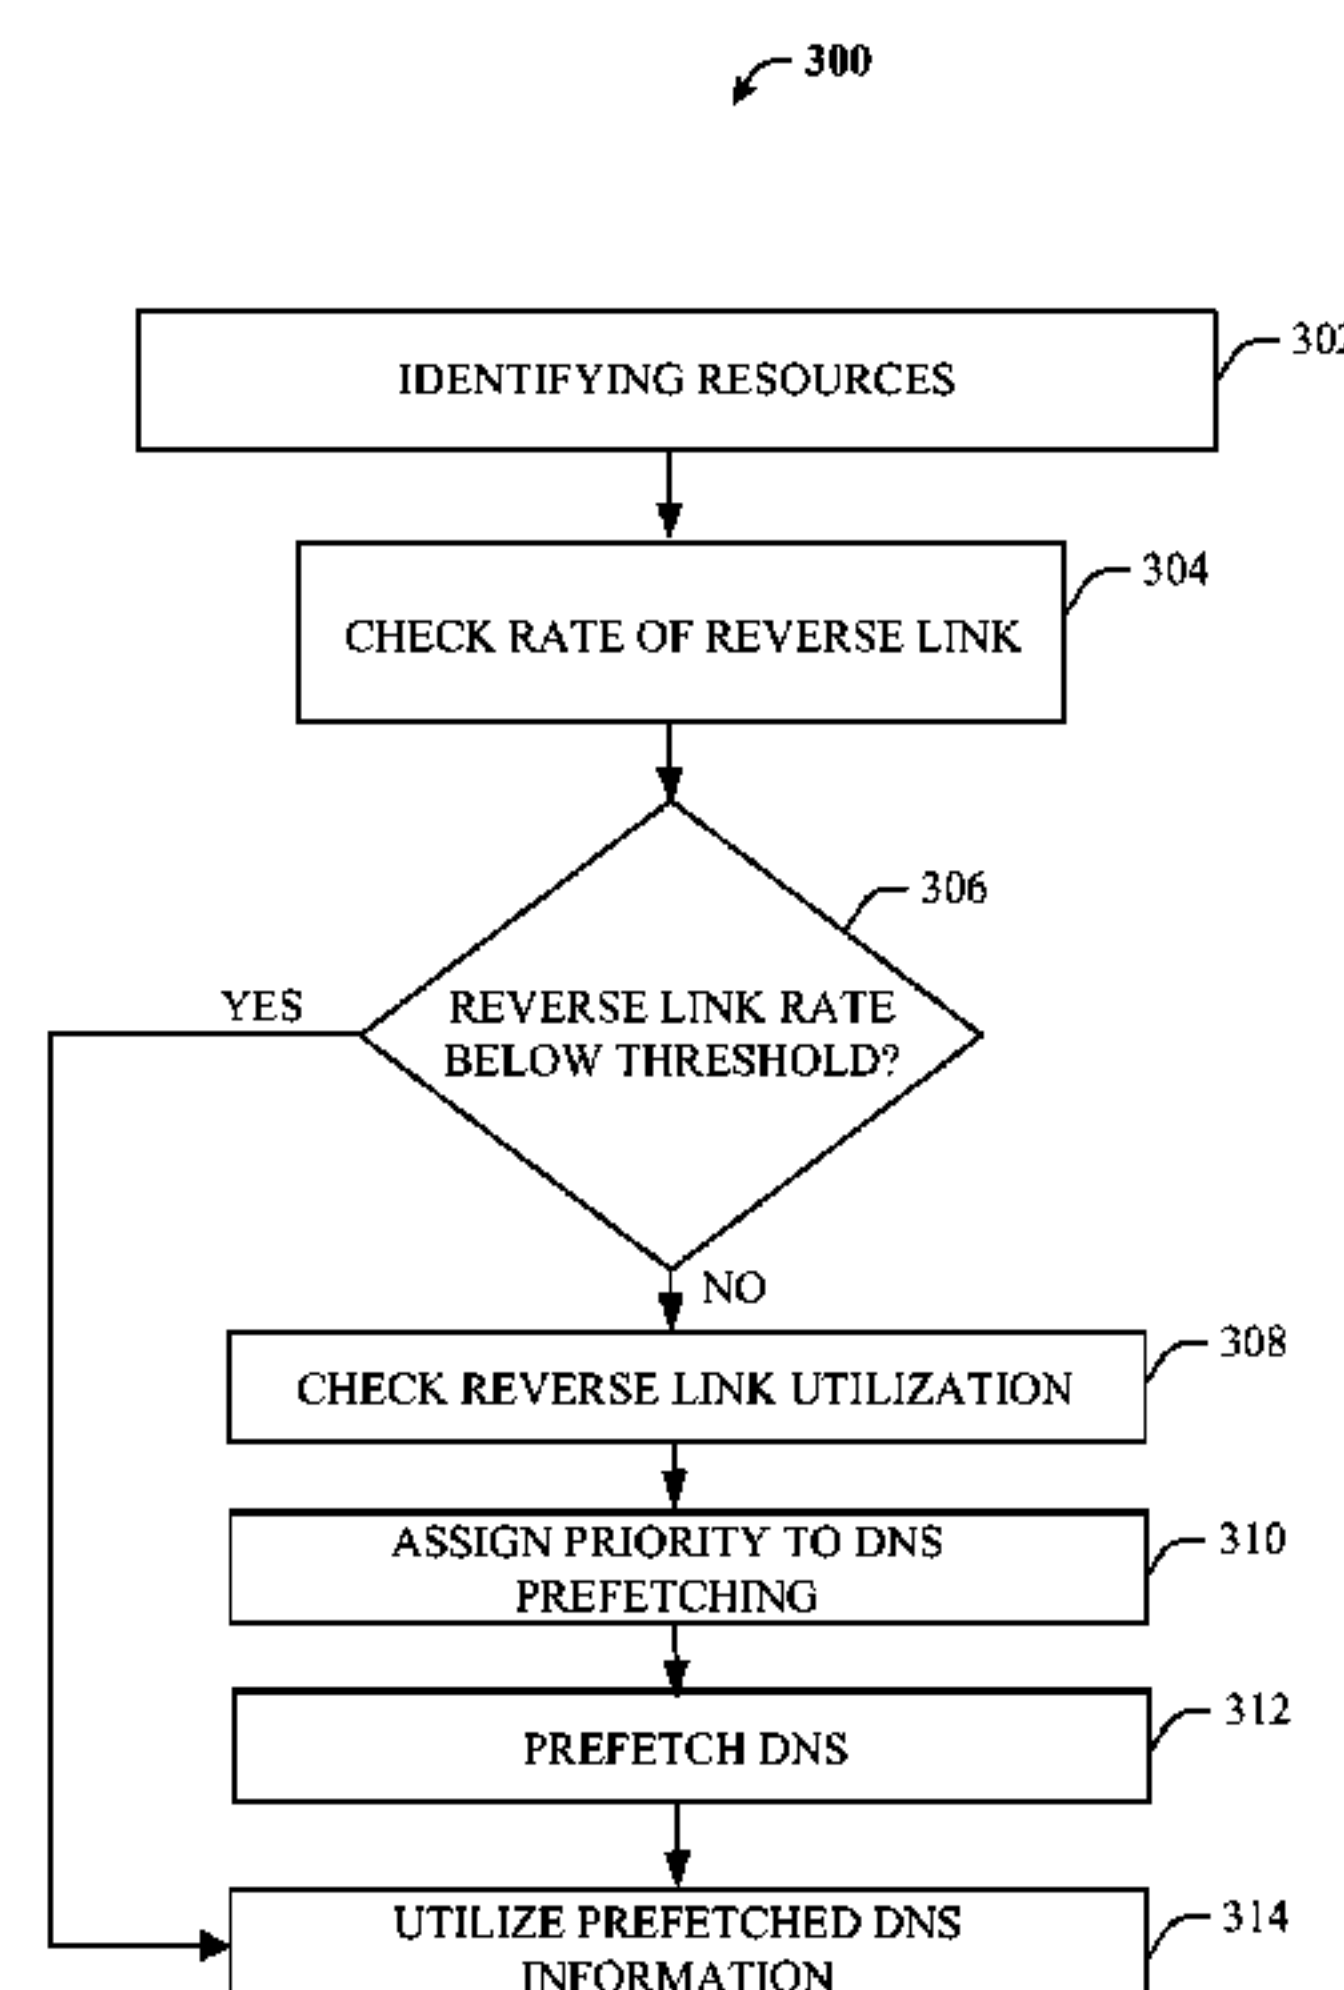 300
IDENTIFYING RESOURCES
302
CHECK RATE OF REVERSE LINK
304
306
YES
REVERSE LINK RATE
BELOW THRESHOLD?
NO
308
CHECK REVERSE LINK UTILIZATION
310
ASSIGN PRIORITY TO DNS
PREFETCHING
312
PREFETCH DNS
314
UTILIZE PREFETCHED DNS
INFORMATION